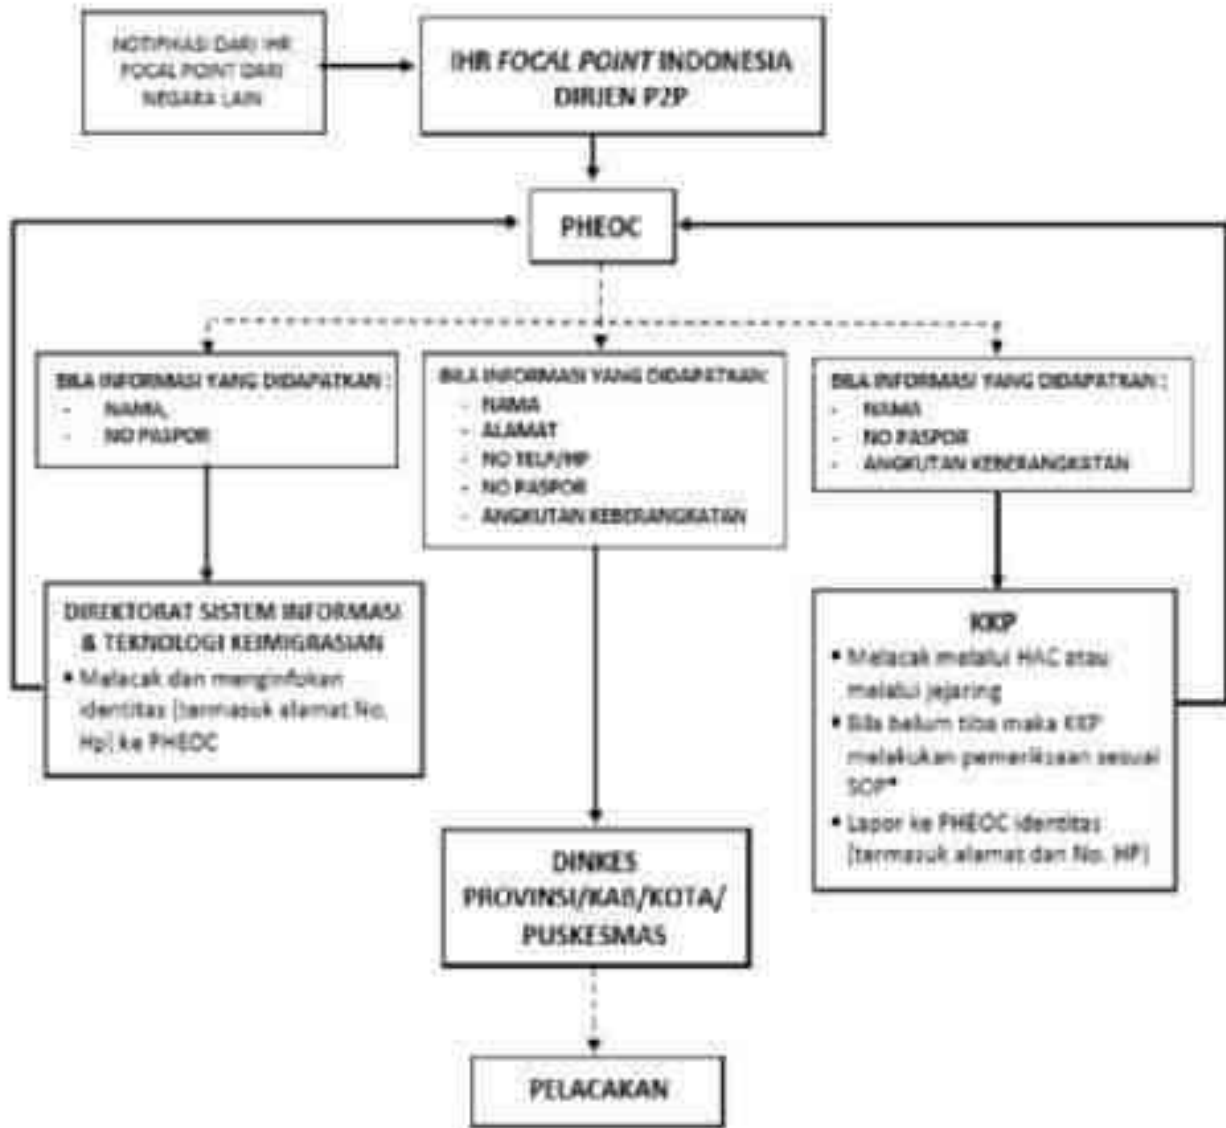 NOTIFIKASI DARI IHR
FOCAL POINT DARI
NEGARA LAIN
IHR FOCAL POINT INDONESIA
DIRJEN P2P
PHEOC
BILA INFORMASI YANG DIDAPATKAN :
- NAMA,
- NO PASPOR
BILA INFORMASI YANG DIDAPATKAN:
- NAMA
- ALAMAT
- NO TELP/HP
- NO PASPOR
- ANGKUTAN KEBERANGKATAN
BILA INFORMASI YANG DIDAPATKAN :
- NAMA
- NO PASPOR
- ANGKUTAN KEBERANGKATAN
DIREKTORAT SISTEM INFORMASI
& TEKNOLOGI KEIMIGRASIAN
• Melacak dan menginfokan
identitas (termasuk alamat No.
Hp) ke PHEOC
KKP
• Melacak melalui HAC atau
melalui jejaring
• Bila belum tiba maka KKP
melakukan pemeriksaan sesuai
SOP*
• Lapor ke PHEOC identitas
(termasuk alamat dan No. HP)
DINKES
PROVINSI/KAB/KOTA/
PUSKESMAS
PELACAKAN